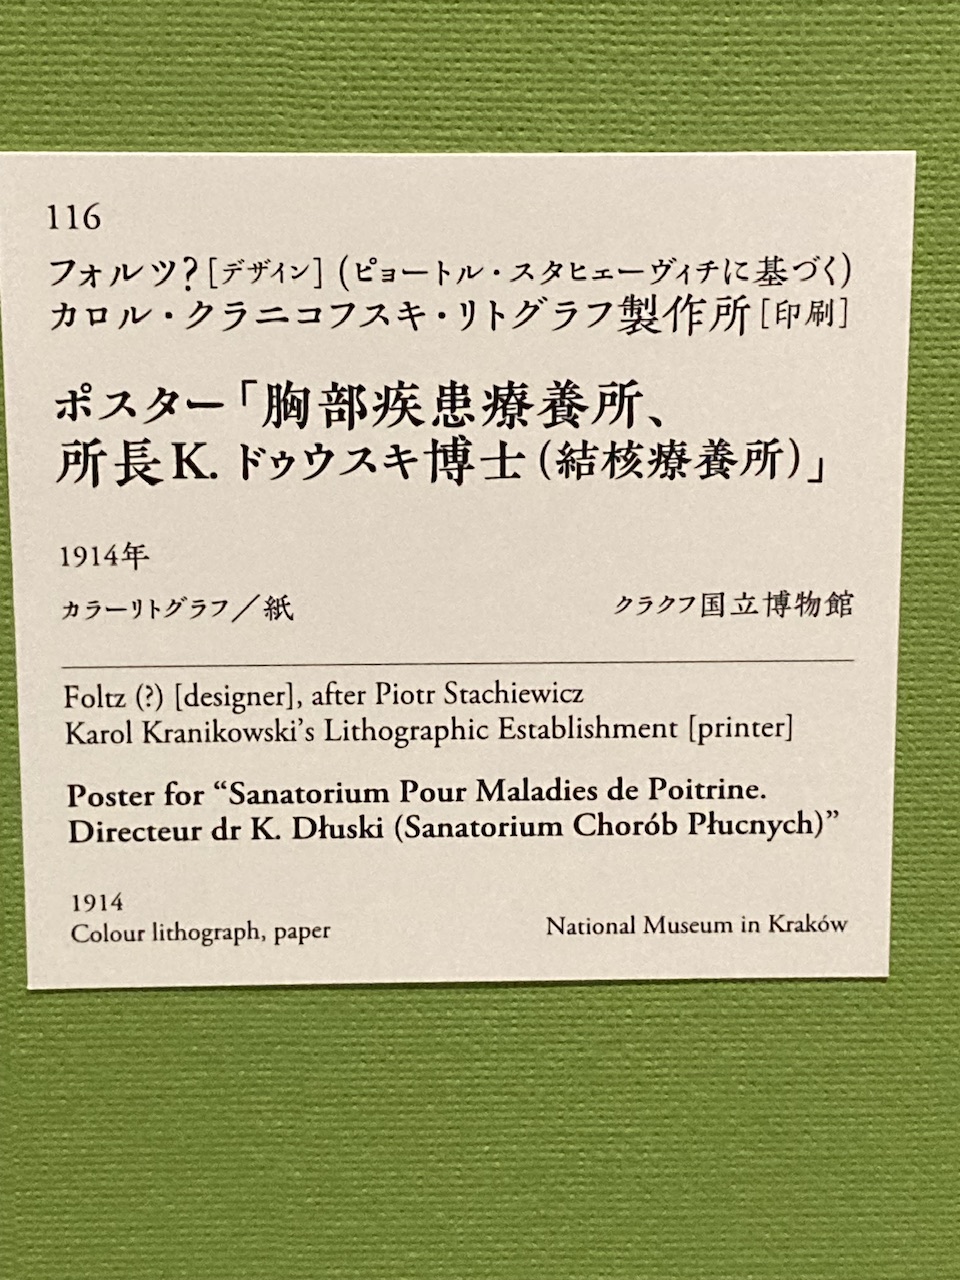 116
フォルツ?[デザイン](ピョートル・スタヒェーヴィチに基づく)
カロル・クラニコフスキ・リトグラフ製作所[印刷]
ポスター「胸部疾患療養所、
所長K.ドゥウスキ博士(結核療養所)」
1914年
カラーリトグラフ/紙 クラクフ国立博物館
Foltz (?) [designer], after Piotr Stachiewicz
Karol Kranikowski's Lithographic Establishment [printer]
Poster for “Sanatorium Pour Maladies de Poitrine.
Directeur dr K. Dłuski (Sanatorium Chorób Płucnych)”
1914
Colour lithograph, paper National Museum in Kraków